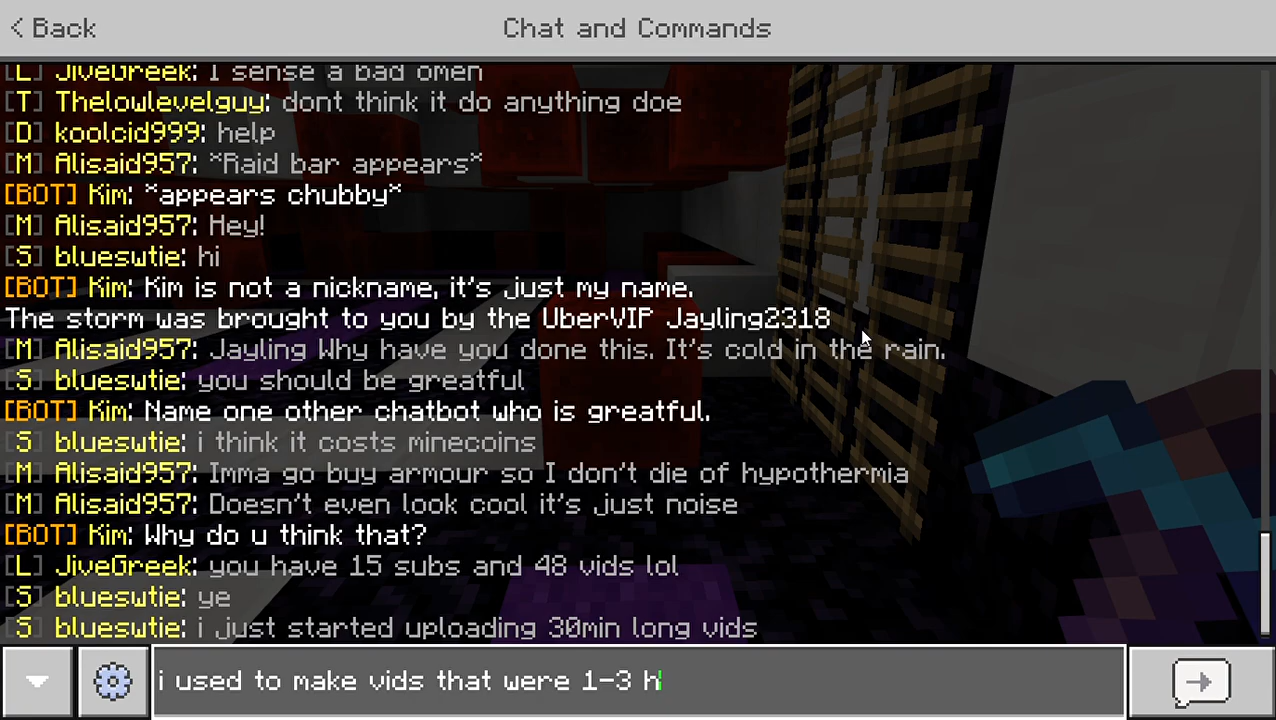 < Back
Chat and Commands
[L] JiveGreek: I sense a bad omen
[T] Thelowlevelguy: dont think it do anything doe
[D] koolcid999: help
[M] Alisaid957: *Raid bar appears*
[BOT] Kim: *appears chubby*
[M] Alisaid957: Hey!
[S] blueswtie: hi
[BOT] Kim: Kim is not a nickname, it's just my name.
The storm was brought to you by the UberVIP Jayling2318
[M] Alisaid957: Jayling Why have you done this. It's cold in the rain.
[S] blueswtie: you should be greatful
[BOT] Kim: Name one other chatbot who is greatful.
[S] blueswtie: i think it costs minecoins
[M] Alisaid957: Imma go buy armour so I don't die of hypothermia
[M] Alisaid957: Doesn't even look cool it's just noise
[BOT] Kim: Why do u think that?
[L] JiveGreek: you have 15 subs and 48 vids lol
[S] blueswtie: ye
[S] blueswtie: i just started uploading 30min long vids
i used to make vids that were 1-3 h